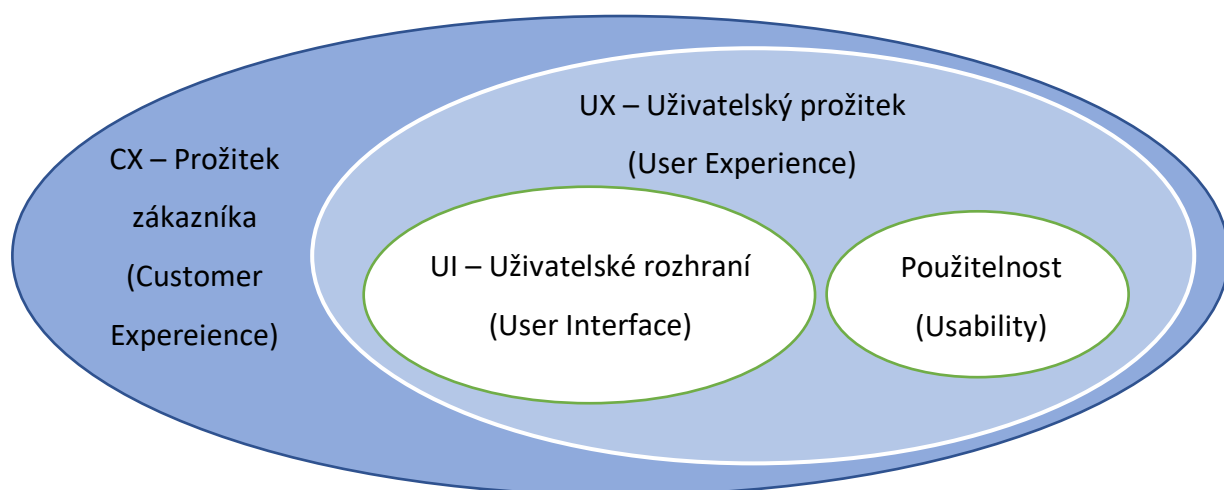 CX – Prožitek
zákazníka
(Customer
Expereience)
UX – Uživatelský prožitek
(User Experience)
UI – Uživatelské rozhraní
(User Interface)
Použitelnost
(Usability)